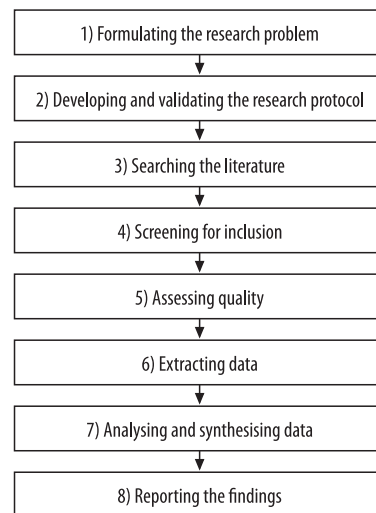 1) Formulating the research problem
2) Developing and validating the research protocol
3) Searching the literature
4) Screening for inclusion
5) Assessing quality
6) Extracting data
7) Analysing and synthesising data
8) Reporting the findings